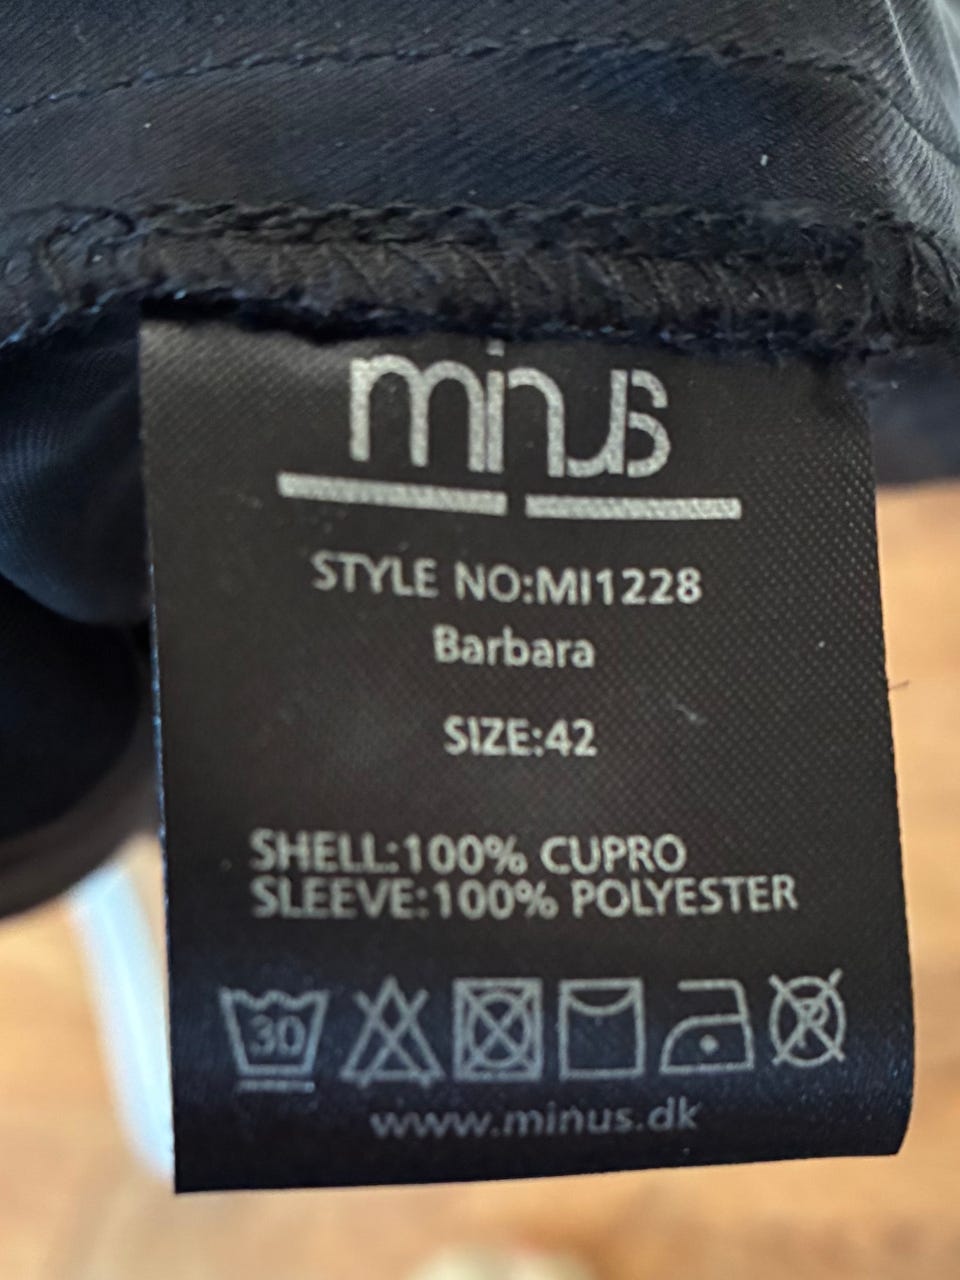 minus
STYLE NO:MI1228
Barbara
SIZE:42
SHELL:100% CUPRO
SLEEVE:100% POLYESTER
30 P
www.minus.dk